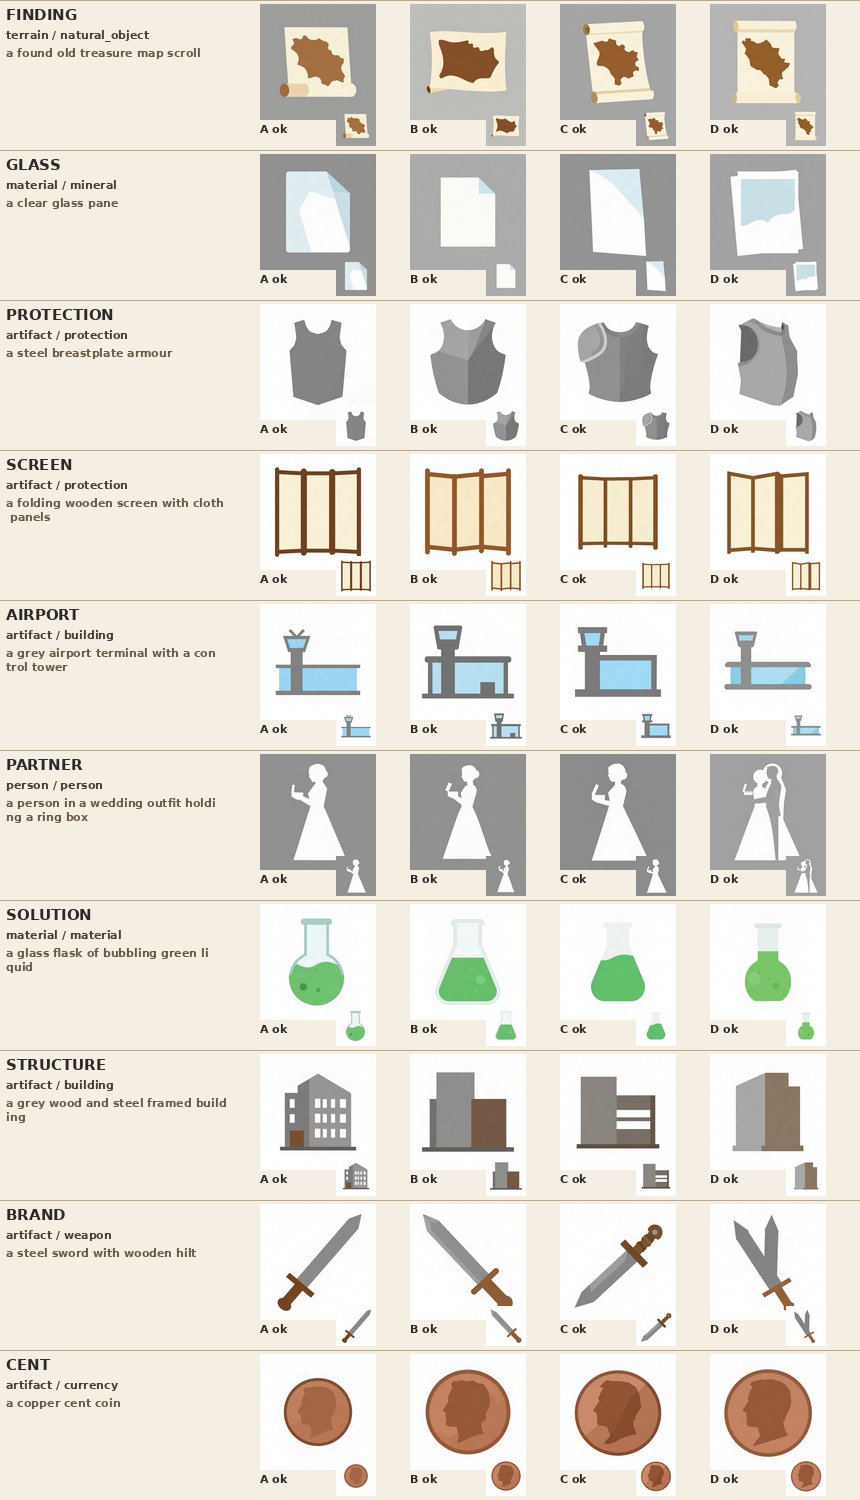 FINDING
terrain / natural_object
a found old treasure map scroll
A ok B ok C ok D ok
GLASS
material / mineral
a clear glass pane
A ok B ok C ok D ok
PROTECTION
artifact / protection
a steel breastplate armour
A ok B ok C ok D ok
SCREEN
artifact / protection
a folding wooden screen with cloth
panels
A ok B ok C ok D ok
AIRPORT
artifact / building
a grey airport terminal with a con
trol tower
A ok B ok C ok D ok
PARTNER
person / person
a person in a wedding outfit holdi
ng a ring box
A ok B ok C ok D ok
SOLUTION
material / material
a glass flask of bubbling green li
quid
A ok B ok C ok D ok
STRUCTURE
artifact / building
a grey wood and steel framed build
ing
A ok B ok C ok D ok
BRAND
artifact / weapon
a steel sword with wooden hilt
A ok B ok C ok D ok
CENT
artifact / currency
a copper cent coin
A ok B ok C ok D ok